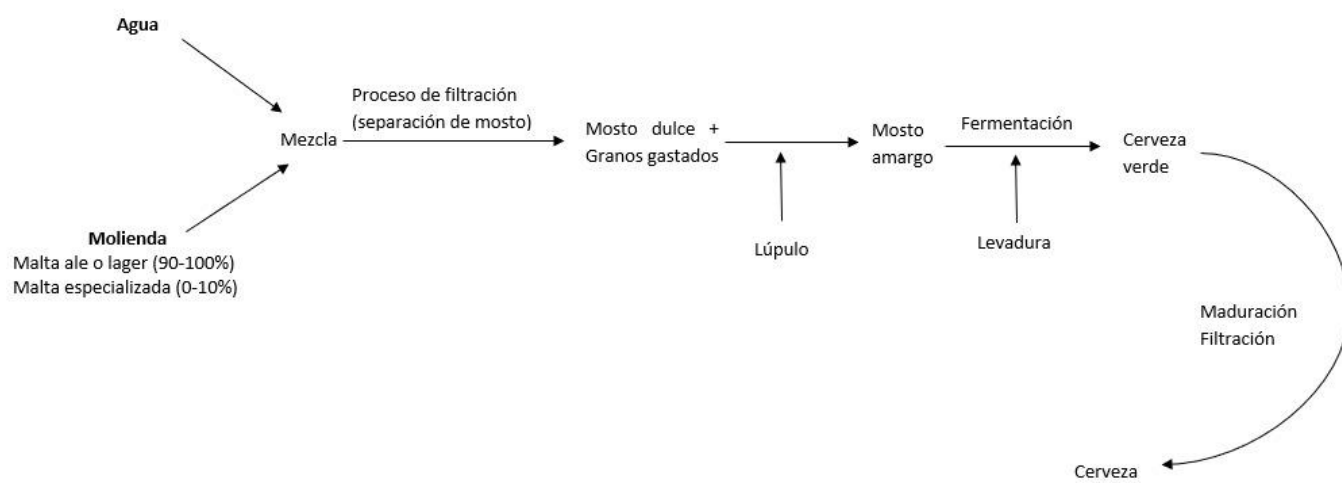 Agua
Proceso de filtración
(separación de mosto)
Mezcla
Mosto dulce +
Granos gastados
Mosto
amargo
Fermentación
Cerveza
verde
Molienda
Malta ale o lager (90-100%)
Malta especializada (0-10%)
Lúpulo
Levadura
Maduración
Filtración
Cerveza